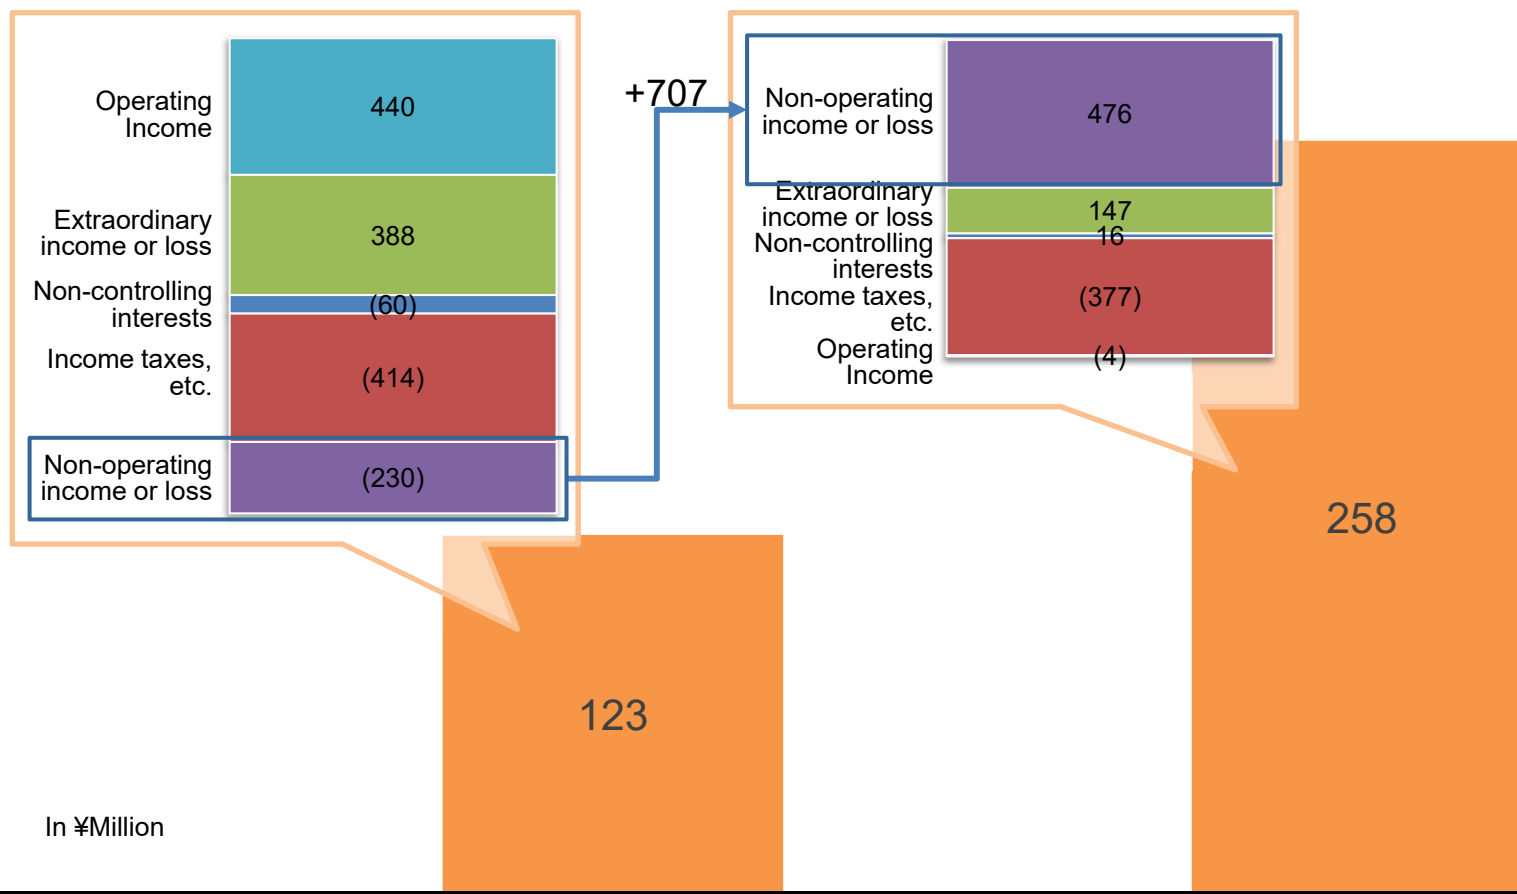 Operating
Income
440
Extraordinary
income or loss
388
Non-controlling
interests
(60)
Income taxes,
etc.
(414)
Non-operating
income or loss
(230)
+707
Non-operating
income or loss
476
Extraordinary
income or loss
147
Non-controlling
interests
16
Income taxes,
etc.
(377)
Operating
Income
(4)
258
123
In ¥Million